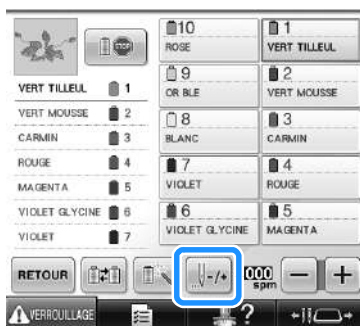 STOP
VERT TILLEUL 1
VERT MOUSSE 2
CARMIN 3
ROUGE 4
MAGENTA 5
VIOLET GLYCINE 6
VIOLET 7
10
ROSE
1
VERT TILLEUL
9
OR BLE
2
VERT MOUSSE
8
BLANC
3
CARMIN
7
VIOLET
4
ROUGE
6
VIOLET GLYCINE
5
MAGENTA
RETOUR
-/+
000
spm
− +
VERROUILLAGE
?